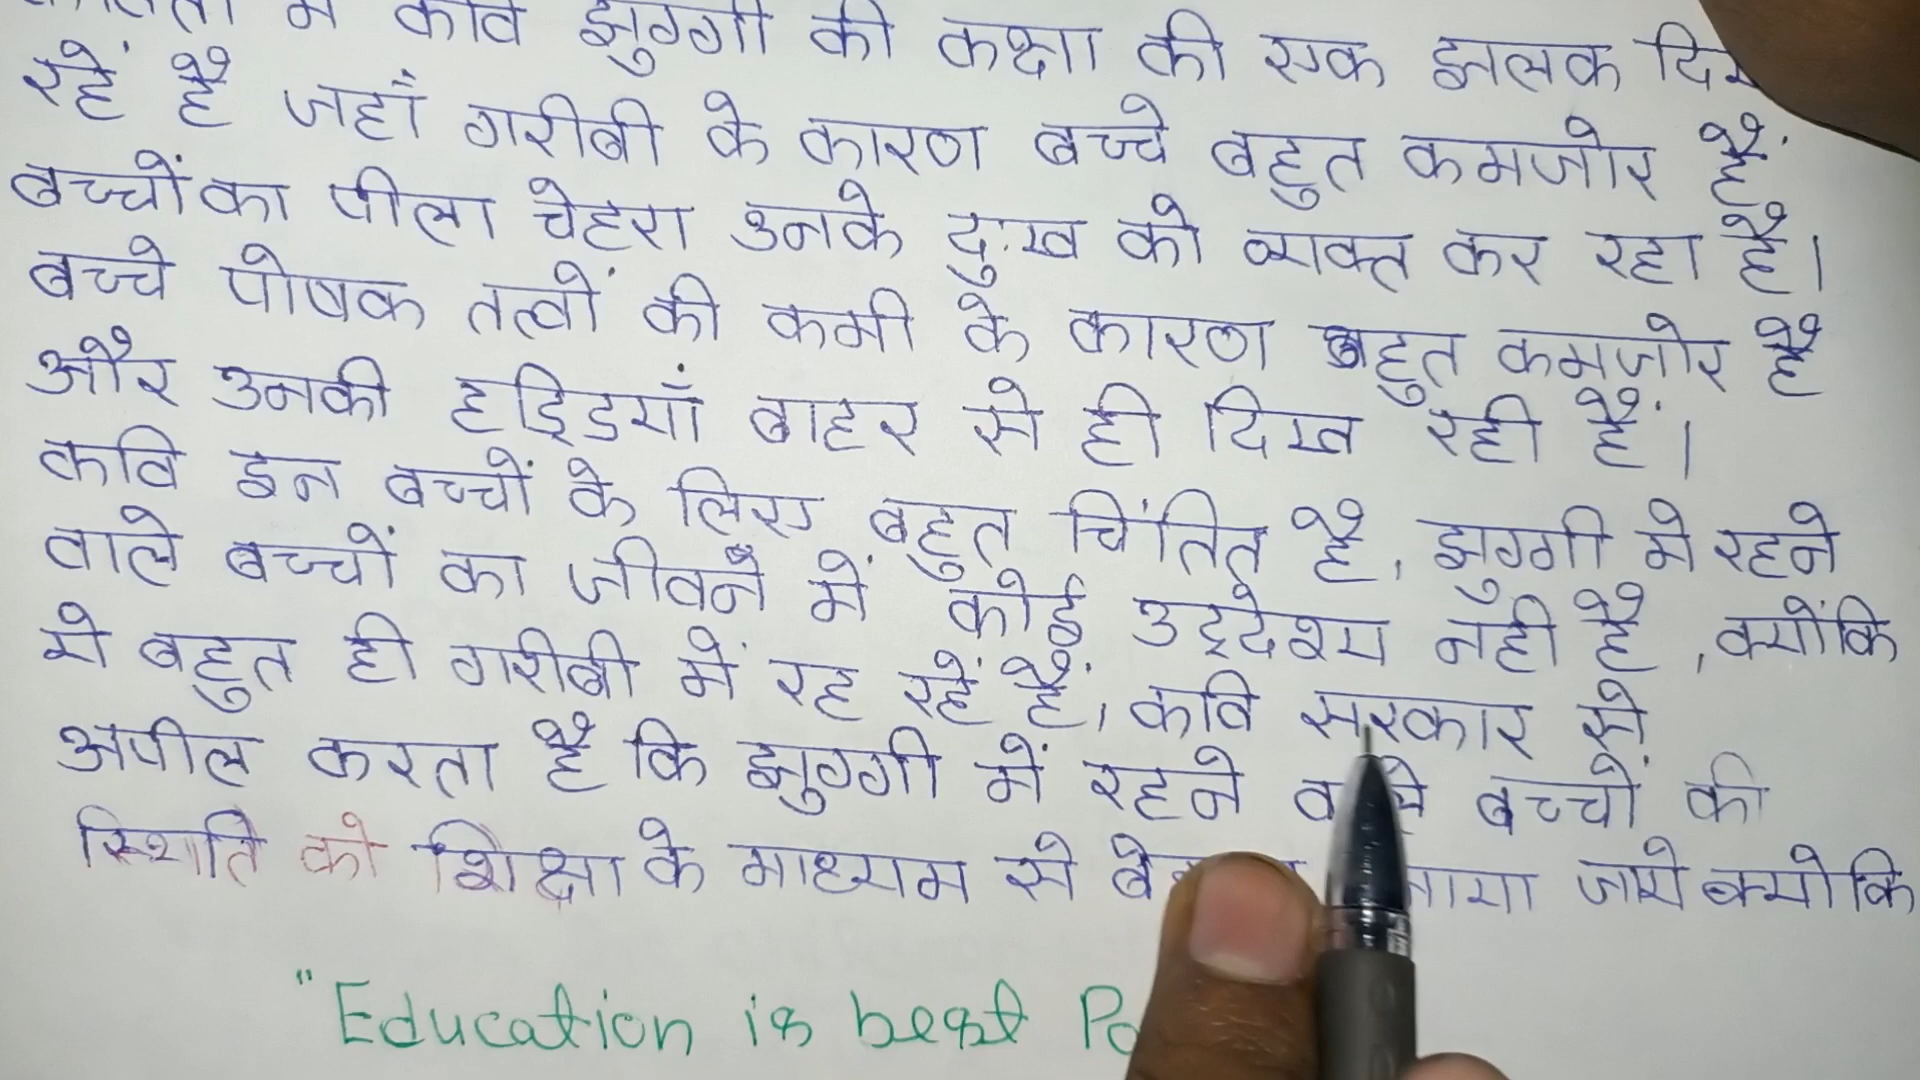 में कवि झुग्गी की कक्षा की एक झलक
रहें है जहाँ गरीबी के कारण बच्चे बहुत कमजोर हैं
बच्चों का पीला चेहरा उनके दुःख को व्यक्त कर रहा है।
बच्चे पोषक तत्वों की कमी के कारण बहुत कमजोर है
और उनकी हड्डियाँ बाहर से ही दिख रही हैं।
कवि इन बच्चों के लिए बहुत चिंतित है, झुग्गी मे रहने
वाले बच्चों का जीवने में कोई उद्देश्य नही है, क्योंकि
ये बहुत ही गरीबी में रह रहें हैं, कवि सरकार से
अपील करता है कि झुग्गी में रहने बच्चों की
स्थिति को शिक्षा के माध्यम से जाये क्योकि
"Education is best